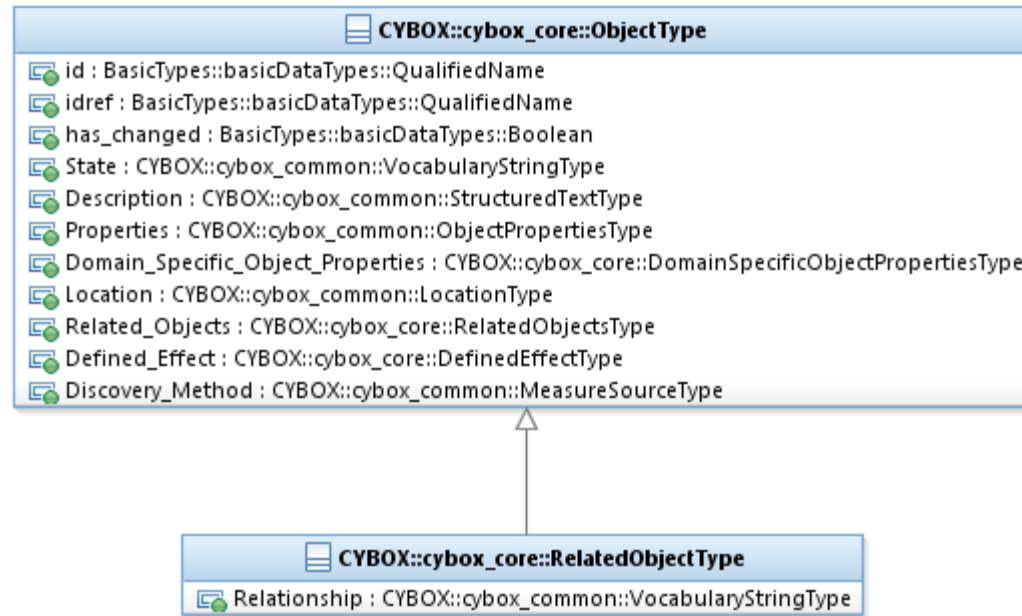 CYBOX::cybox_core::ObjectType
id : BasicTypes::basicDataTypes::QualifiedName
idref : BasicTypes::basicDataTypes::QualifiedName
has_changed : BasicTypes::basicDataTypes::Boolean
State : CYBOX::cybox_common::VocabularyStringType
Description : CYBOX::cybox_common::StructuredTextType
Properties : CYBOX::cybox_common::ObjectPropertiesType
Domain_Specific_Object_Properties : CYBOX::cybox_core::DomainSpecificObjectPropertiesType
Location : CYBOX::cybox_common::LocationType
Related_Objects : CYBOX::cybox_core::RelatedObjectsType
Defined_Effect : CYBOX::cybox_core::DefinedEffectType
Discovery_Method : CYBOX::cybox_common::MeasureSourceType
CYBOX::cybox_core::RelatedObjectType
Relationship : CYBOX::cybox_common::VocabularyStringType